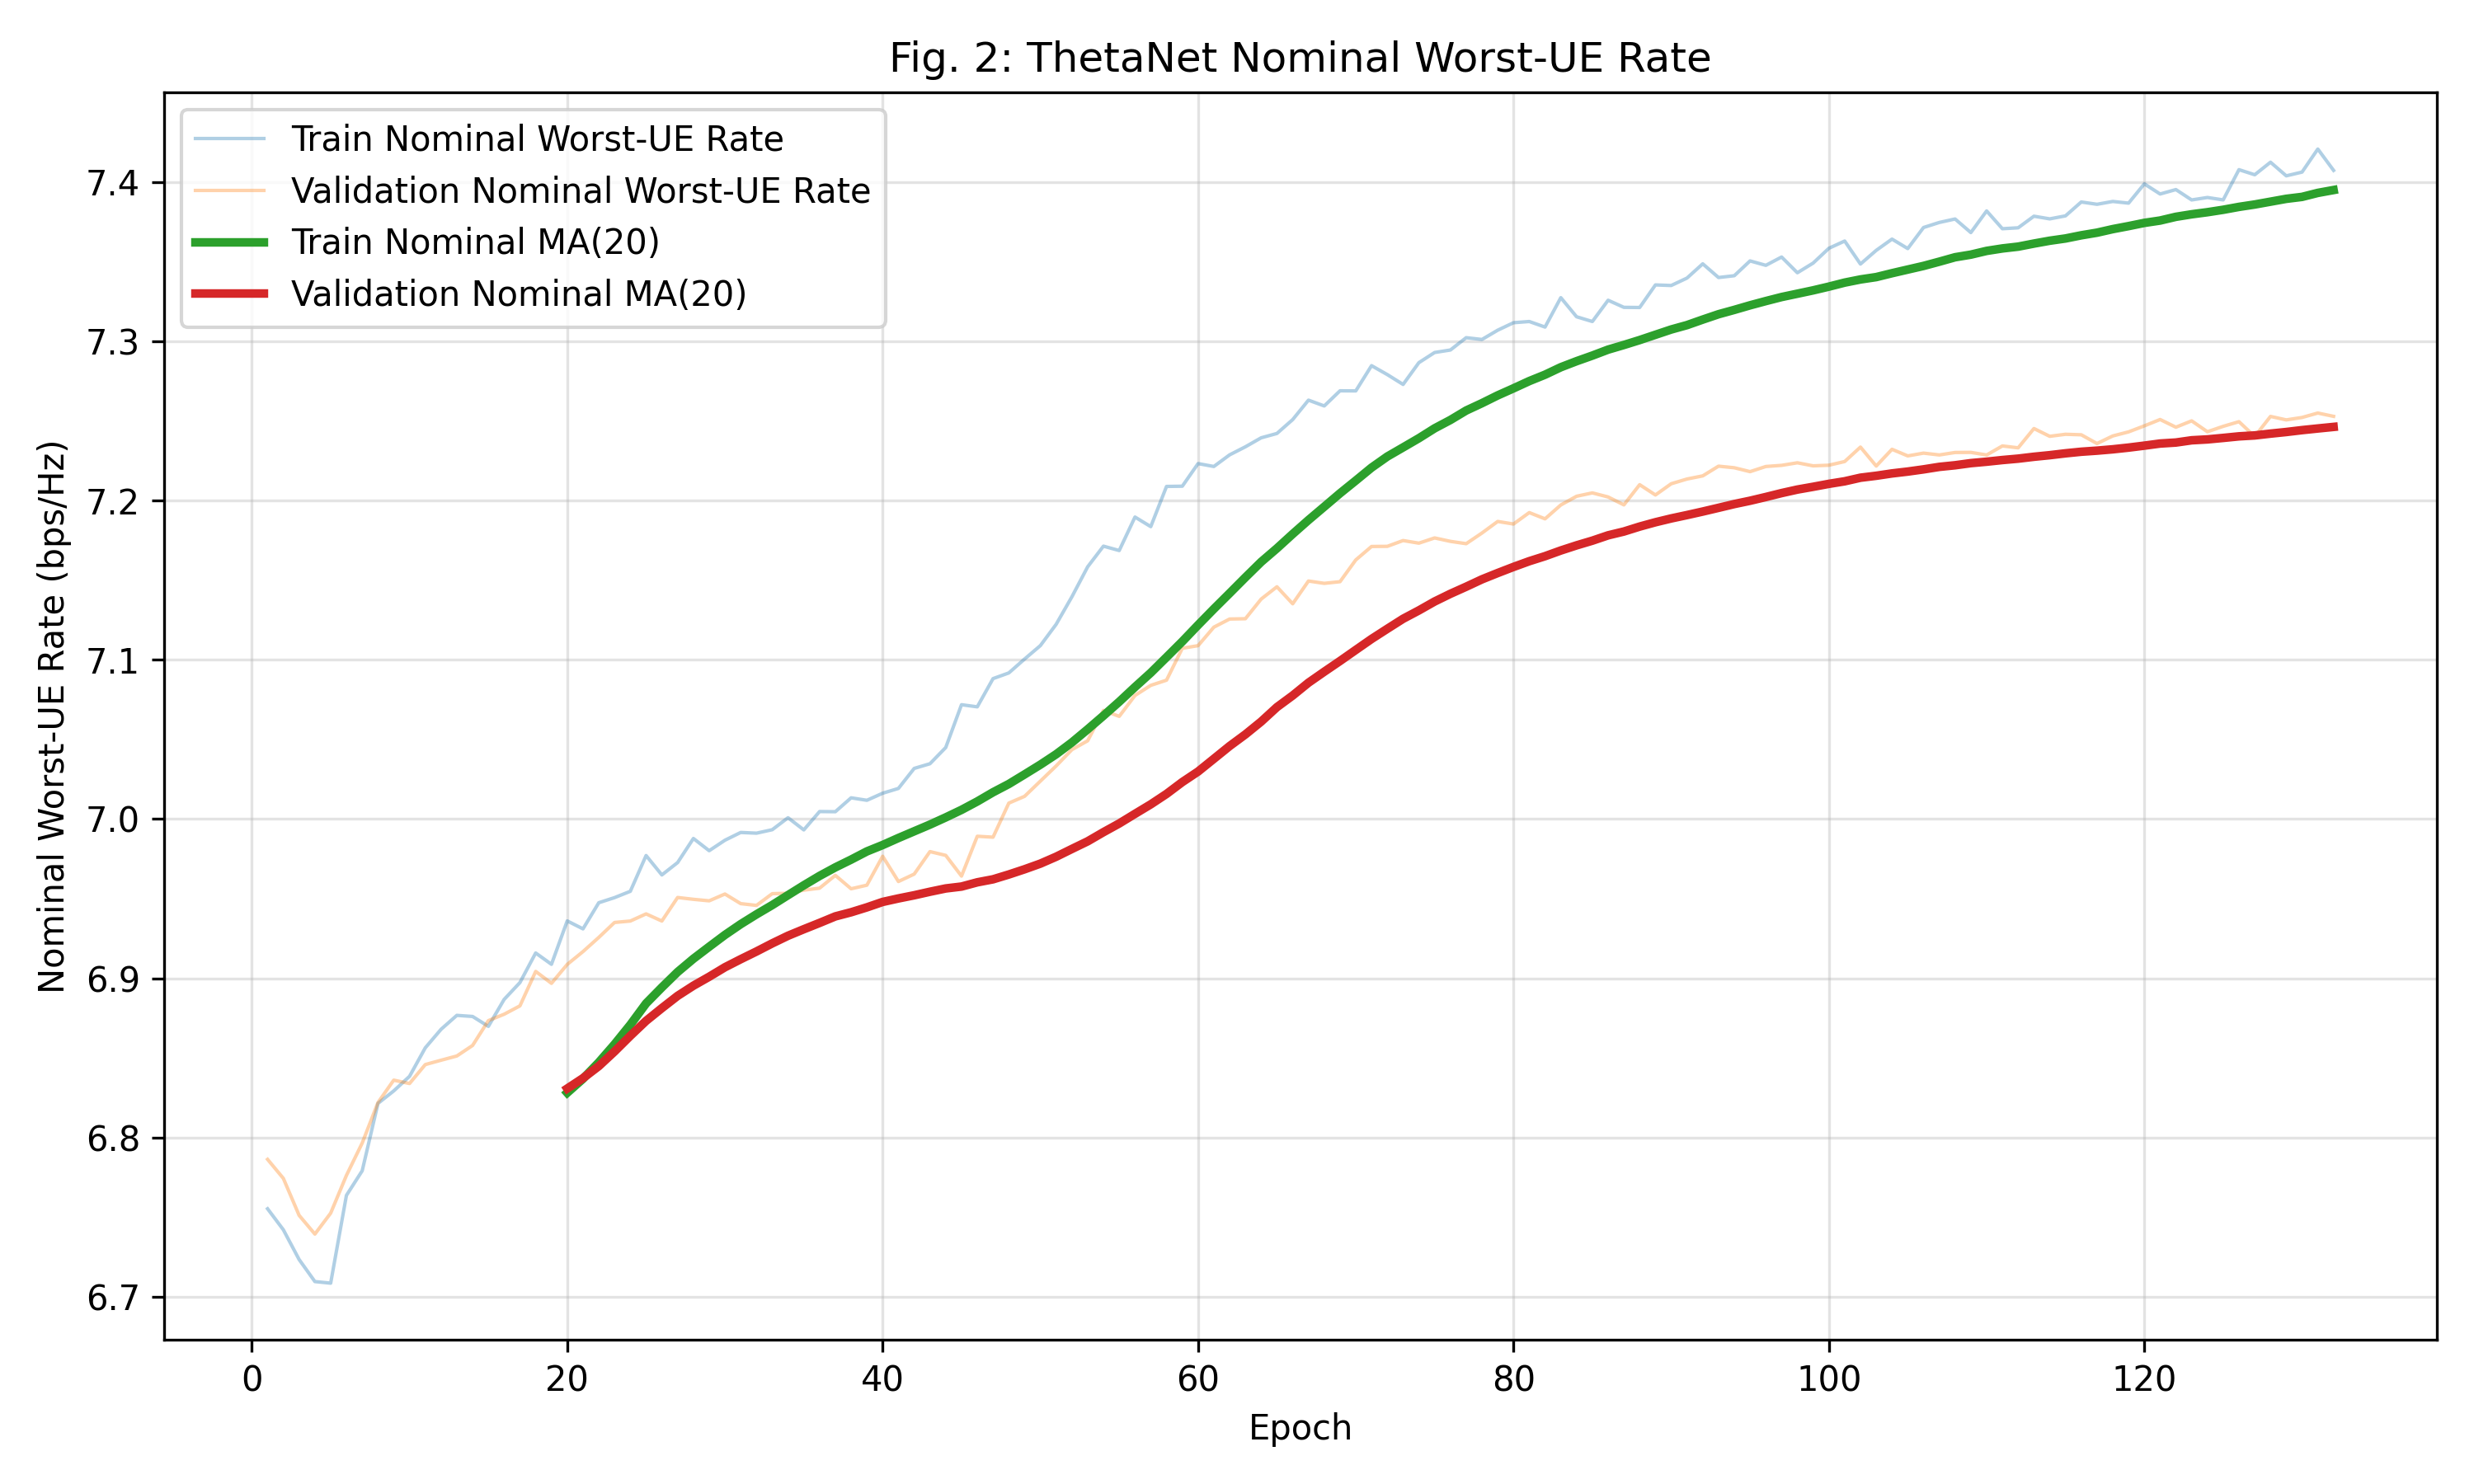 Fig. 2: ThetaNet Nominal Worst-UE Rate
Train Nominal Worst-UE Rate
Validation Nominal Worst-UE Rate
Train Nominal MA(20)
Validation Nominal MA(20)
Nominal Worst-UE Rate (bps/Hz)
7.4
7.3
7.2
7.1
7.0
6.9
6.8
6.7
0 20 40 60 80 100 120
Epoch